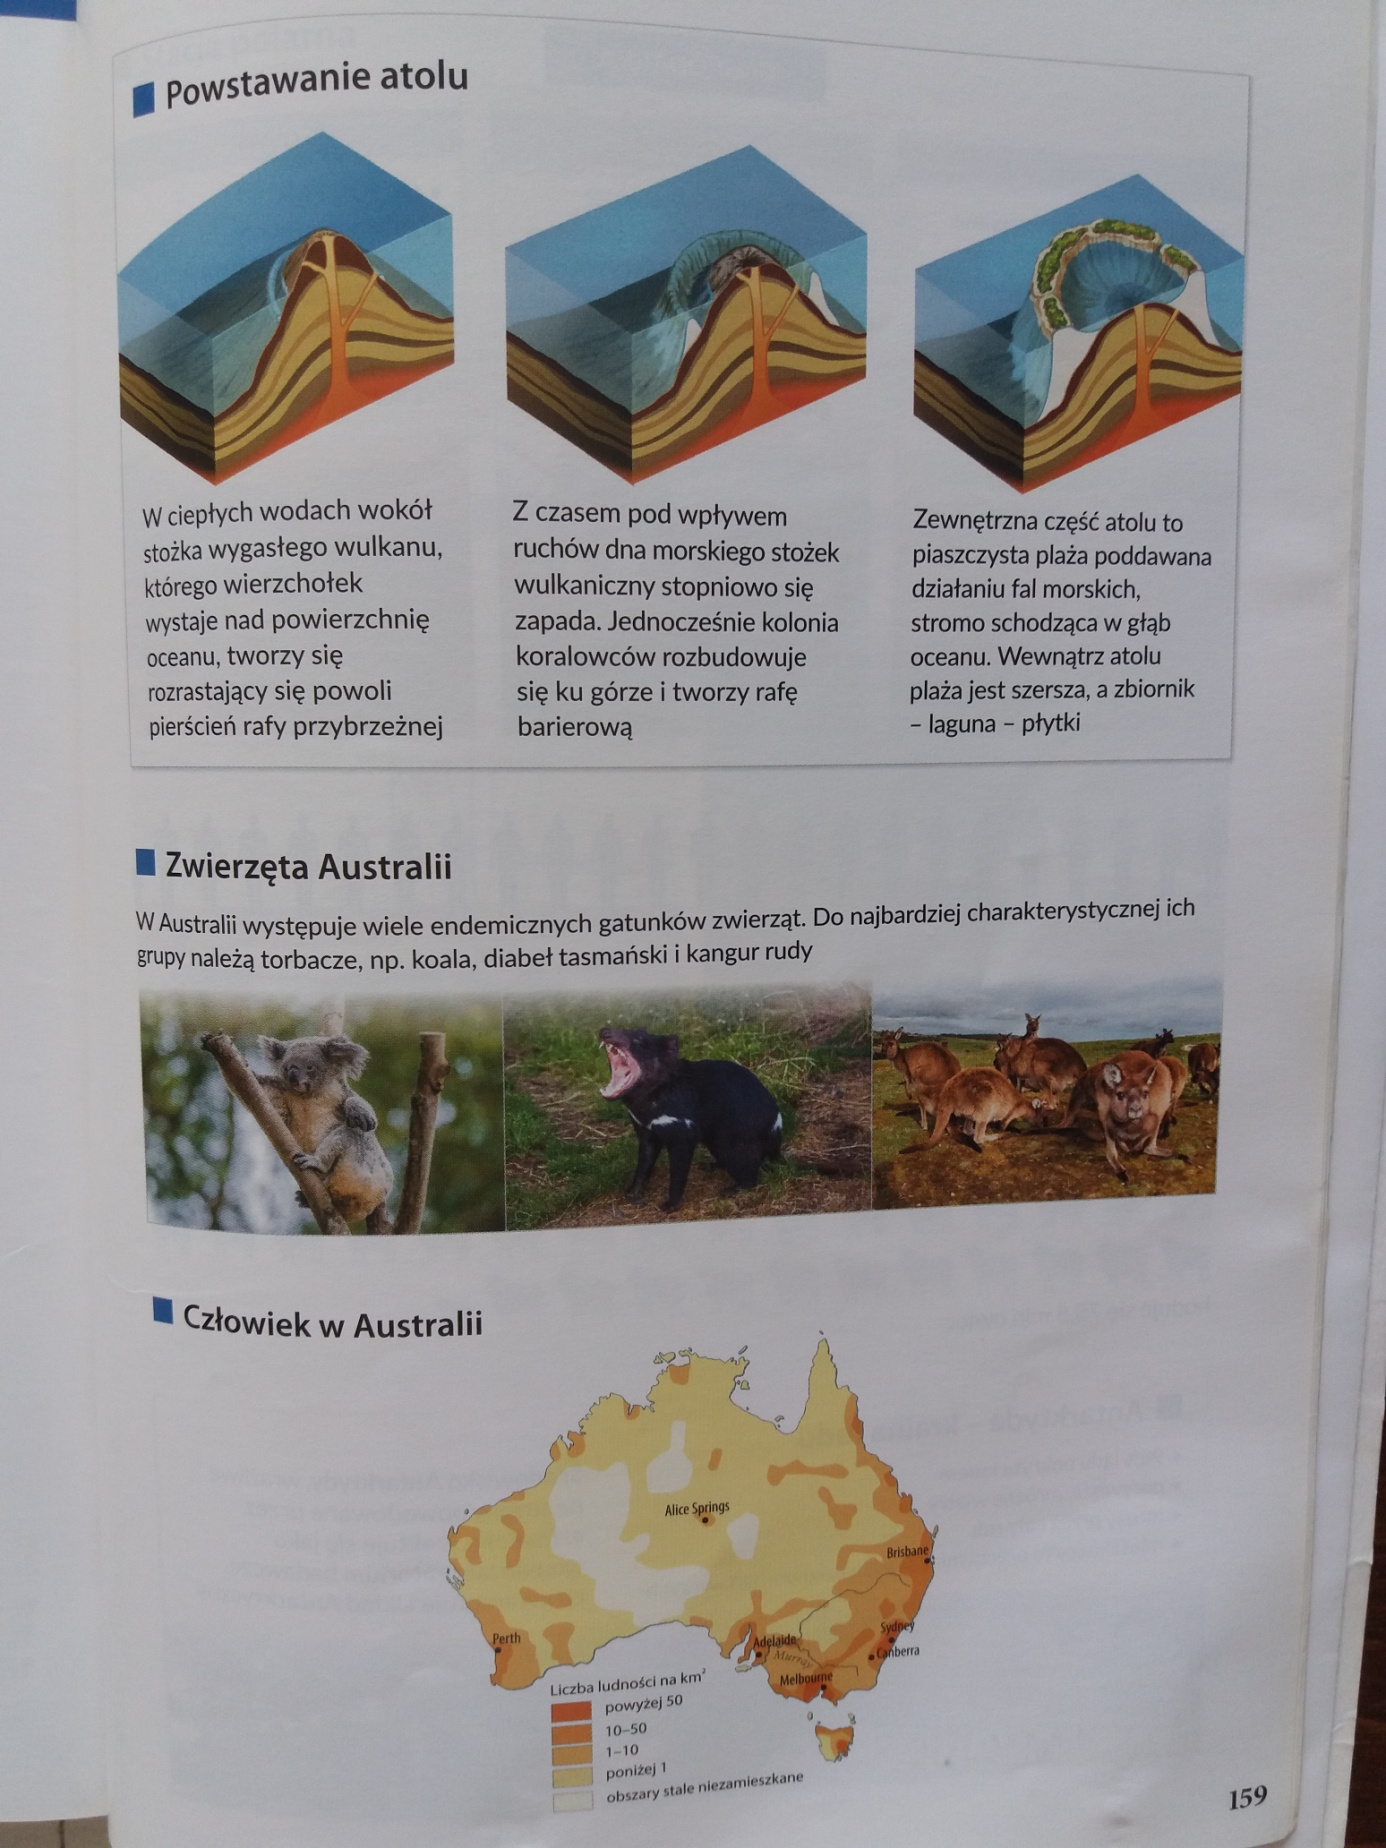 Powstawanie atolu
W ciepłych wodach wokół
stożka wygasłego wulkanu,
którego wierzchołek
wystaje nad powierzchnię
oceanu, tworzy się
rozrastający się powoli
pierścień rafy przybrzeżnej
Z czasem pod wpływem
ruchów dna morskiego stożek
wulkaniczny stopniowo się
zapada. Jednocześnie kolonia
koralowców rozbudowuje
się ku górze i tworzy rafę
barierową
Zewnętrzna część atolu to
piaszczysta plaża poddawana
działaniu fal morskich,
stromo schodząca w głąb
oceanu. Wewnątrz atolu
plaża jest szersza, a zbiornik
– laguna – płytki
Zwierzęta Australii
W Australii występuje wiele endemicznych gatunków zwierząt. Do najbardziej charakterystycznej ich
grupy należą torbacze, np. koala, diabeł tasmański i kangur rudy
Człowiek w Australii
Alice Springs
Brisbane
Perth
Sydney
Adelaide
Canberra
Murray
Melbourne
Liczba ludności na km²
powyżej 50
10–50
1–10
poniżej 1
obszary stale niezamieszkane
159